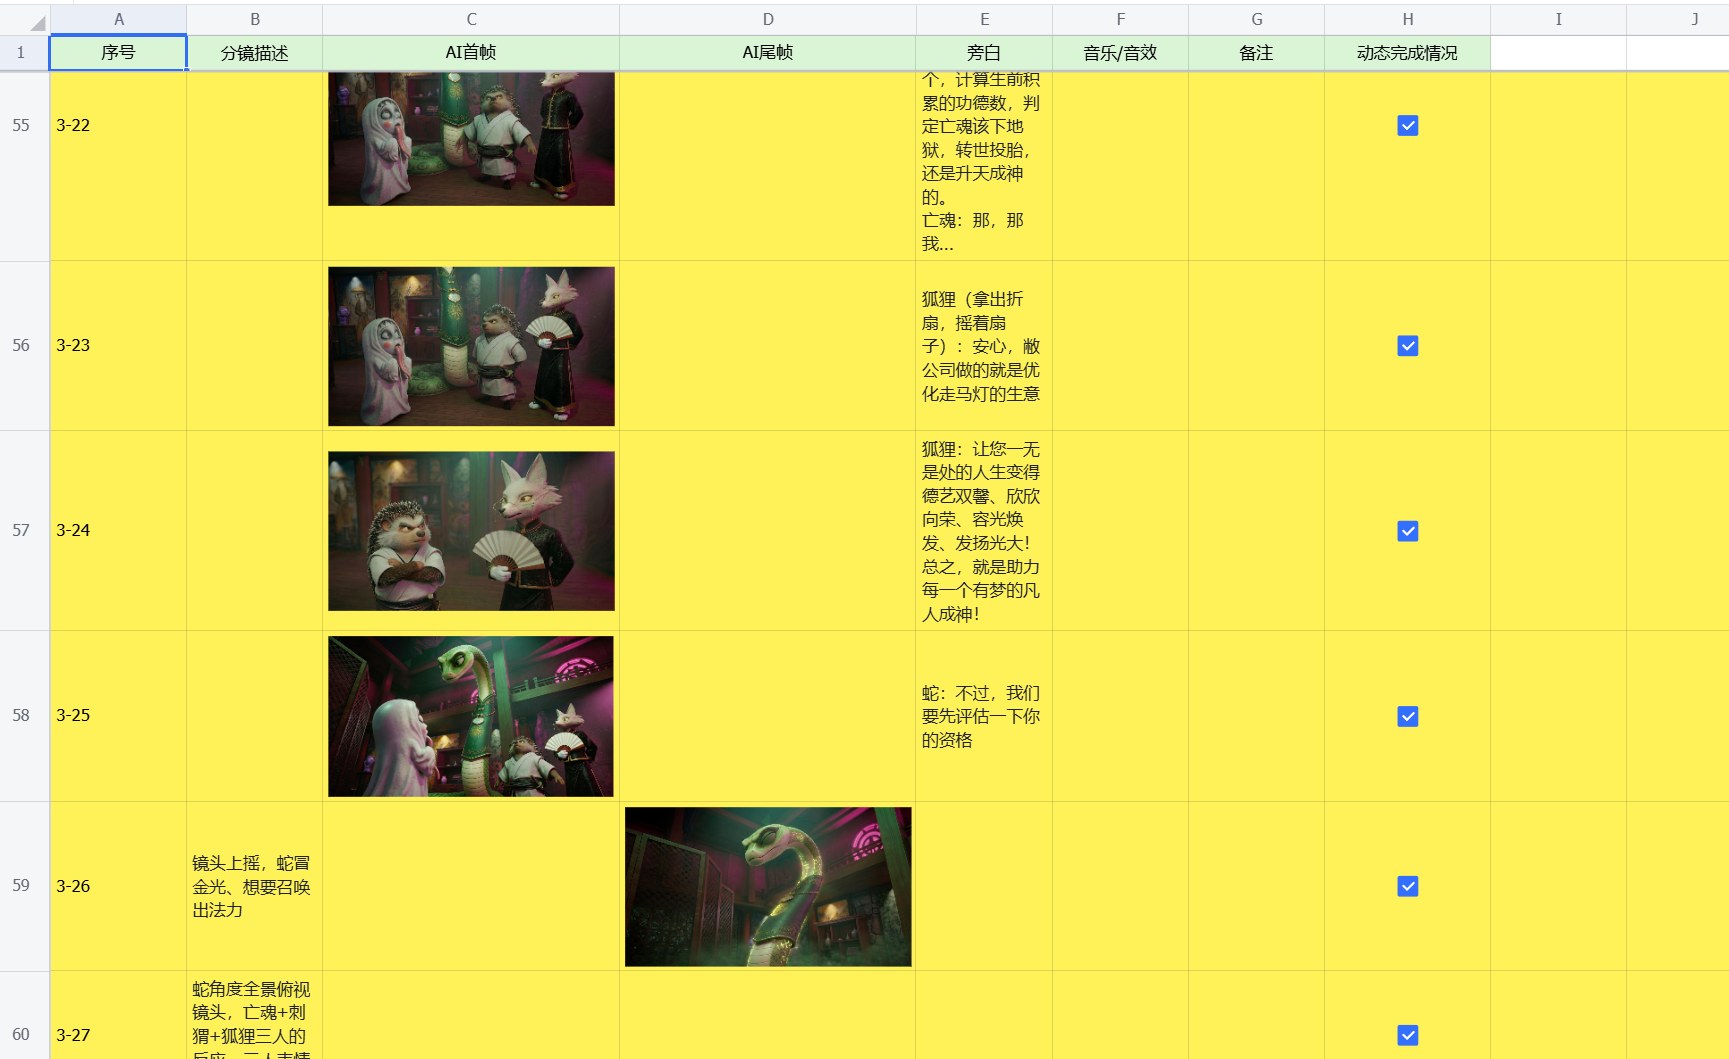 A B C D E F G H I J
1 序号 分镜描述 AI首帧 AI尾帧 旁白 音乐/音效 备注 动态完成情况
55 3-22
个，计算生前积
累的功德数，判
定亡魂该下地
狱，转世投胎，
还是升天成神
的。
亡魂：那，那
我...
56 3-23
狐狸（拿出折
扇，摇着扇
子）：安心，敝
公司做的就是优
化走马灯的生意
57 3-24
狐狸：让您一无
是处的人生变得
德艺双馨、欣欣
向荣、容光焕
发、发扬光大！
总之，就是助力
每一个有梦的凡
人成神！
58 3-25
蛇：不过，我们
要先评估一下你
的资格
59 3-26
镜头上摇，蛇冒
金光、想要召唤
出法力
60 3-27
蛇角度全景俯视
镜头，亡魂+刺
猬+狐狸三人的